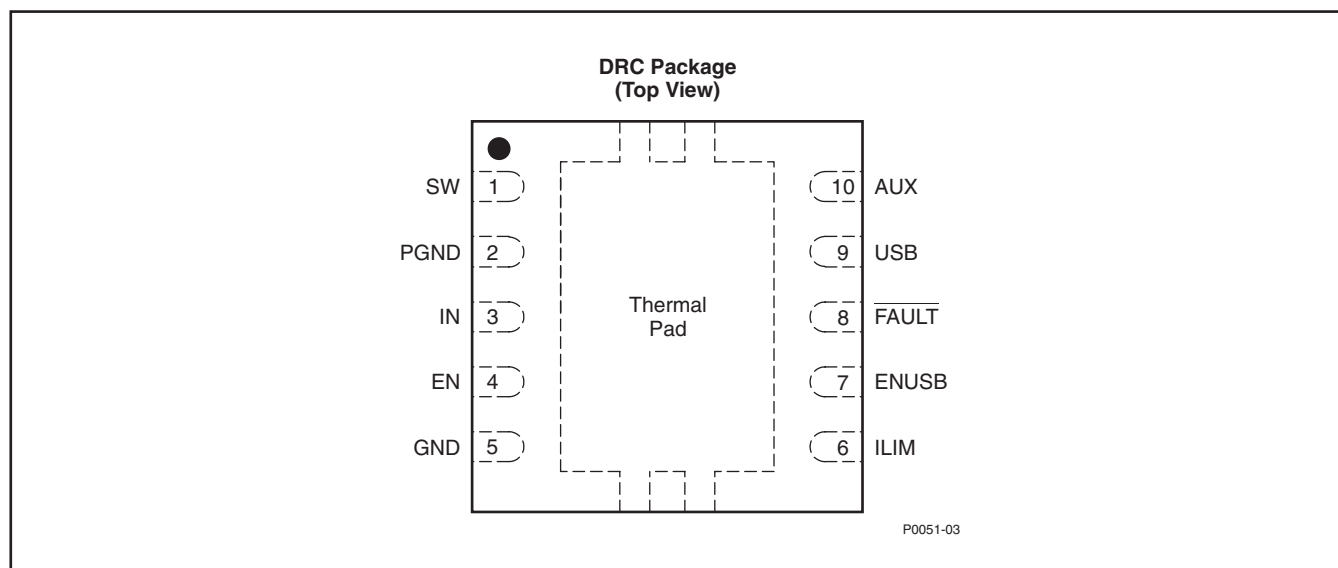 DRC Package
(Top View)
SW 1
PGND 2
IN 3
EN 4
GND 5
Thermal
Pad
10 AUX
9 USB
8 FAULT
7 ENUSB
6 ILIM
P0051-03